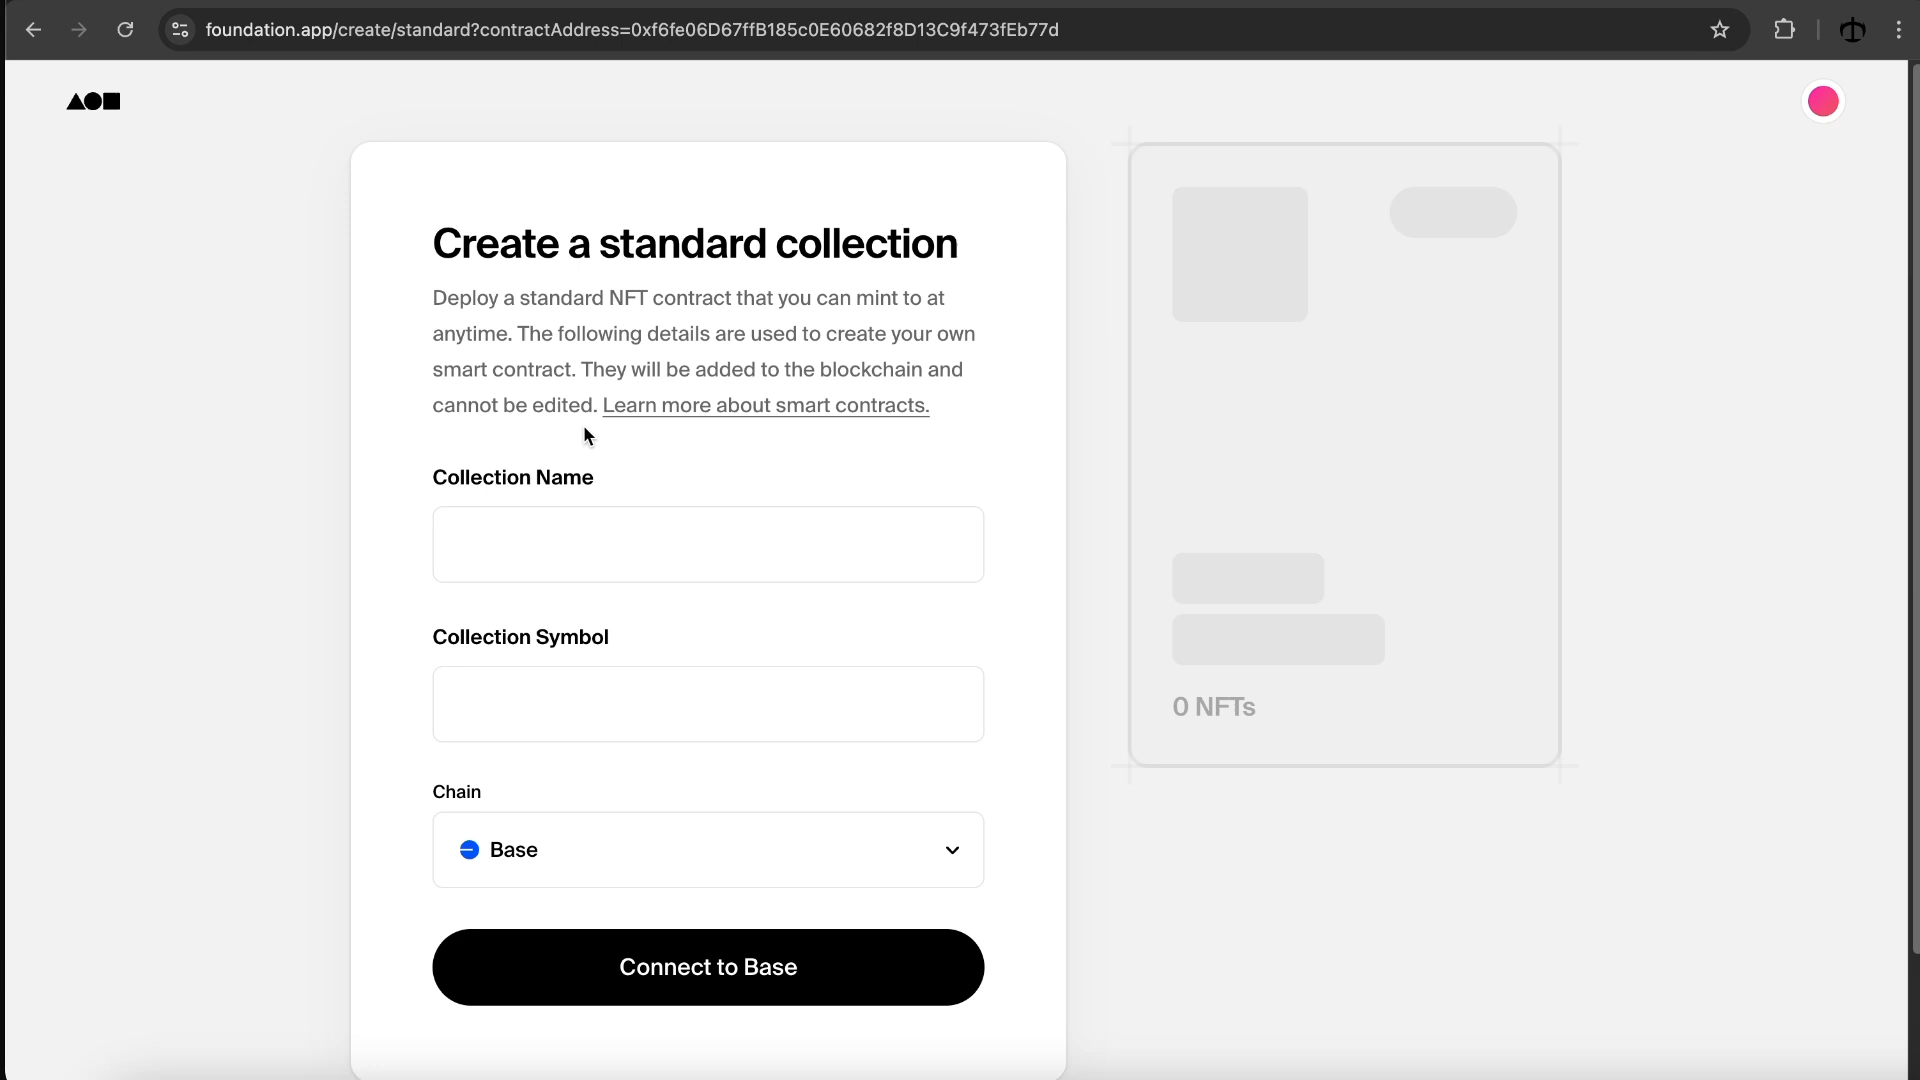 foundation.app/create/standard?contractAddress=0xf6fe06D67ffB185c0E60682f8D13C9f473fEb77d
Create a standard collection
Deploy a standard NFT contract that you can mint to at
anytime. The following details are used to create your own
smart contract. They will be added to the blockchain and
cannot be edited. Learn more about smart contracts.
Collection Name
Collection Symbol
Chain
Base
Connect to Base
0 NFTs